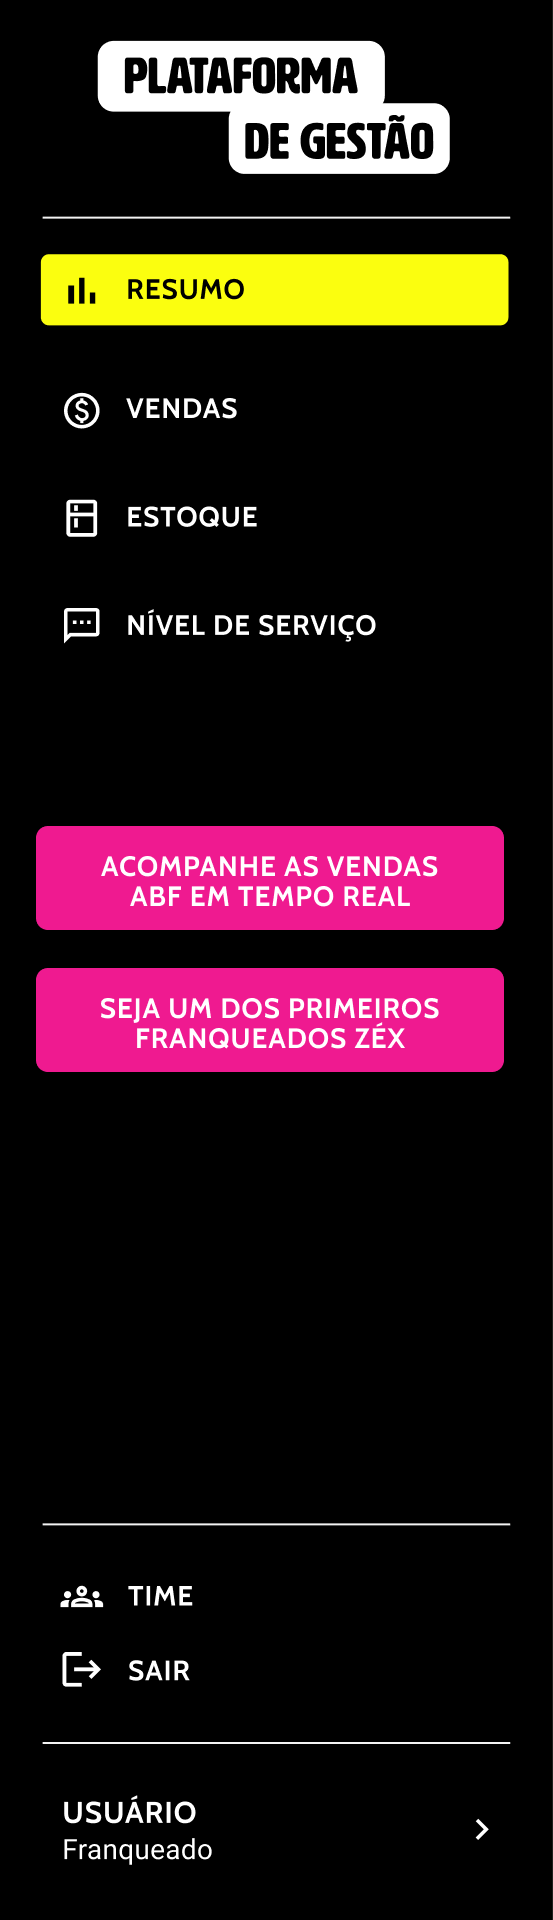 PLATAFORMA
DE GESTÃO
RESUMO
VENDAS
ESTOQUE
NÍVEL DE SERVIÇO
ACOMPANHE AS VENDAS
ABF EM TEMPO REAL
SEJA UM DOS PRIMEIROS
FRANQUEADOS ZÉX
TIME
SAIR
USUÁRIO
Franqueado